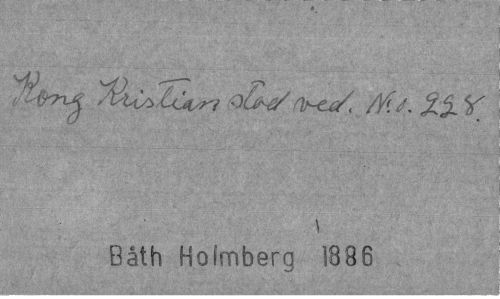 Kong Kristian stod ved. N:o. 228.
Båth Holmberg 1886